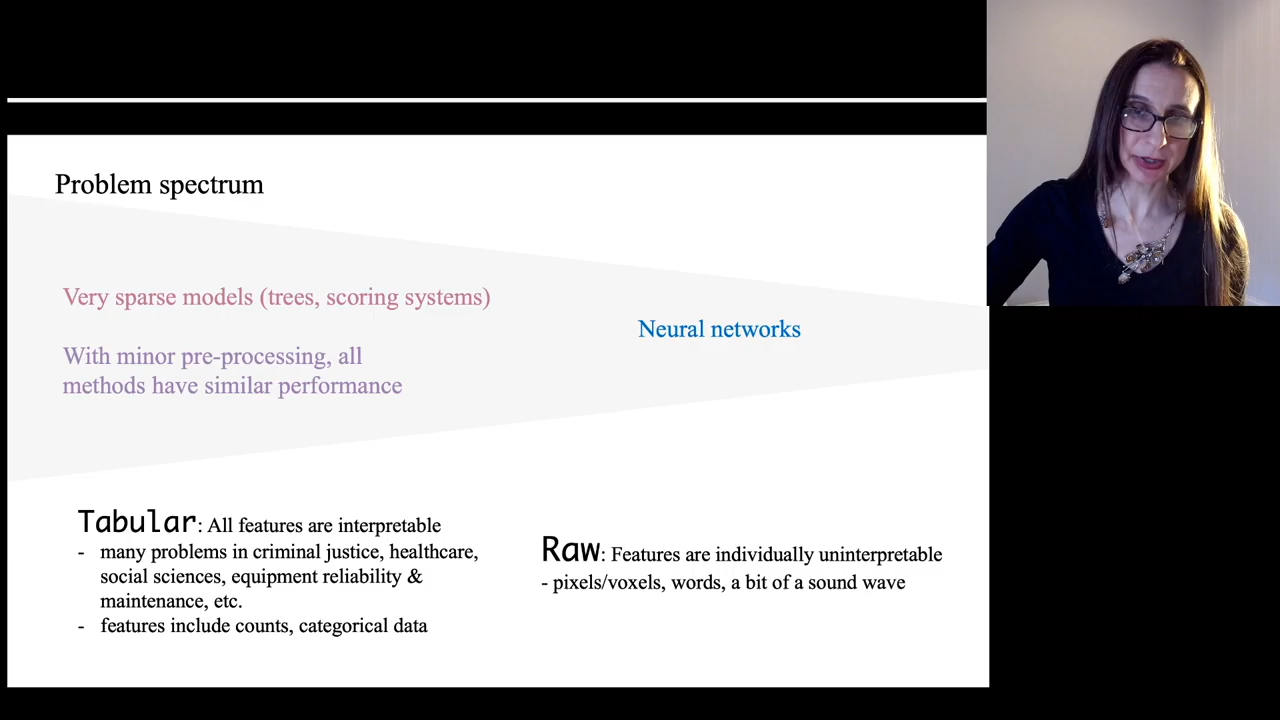 Problem spectrum
Very sparse models (trees, scoring systems)
With minor pre-processing, all
methods have similar performance
Neural networks
Tabular: All features are interpretable
- many problems in criminal justice, healthcare,
social sciences, equipment reliability &
maintenance, etc.
- features include counts, categorical data
Raw: Features are individually uninterpretable
- pixels/voxels, words, a bit of a sound wave